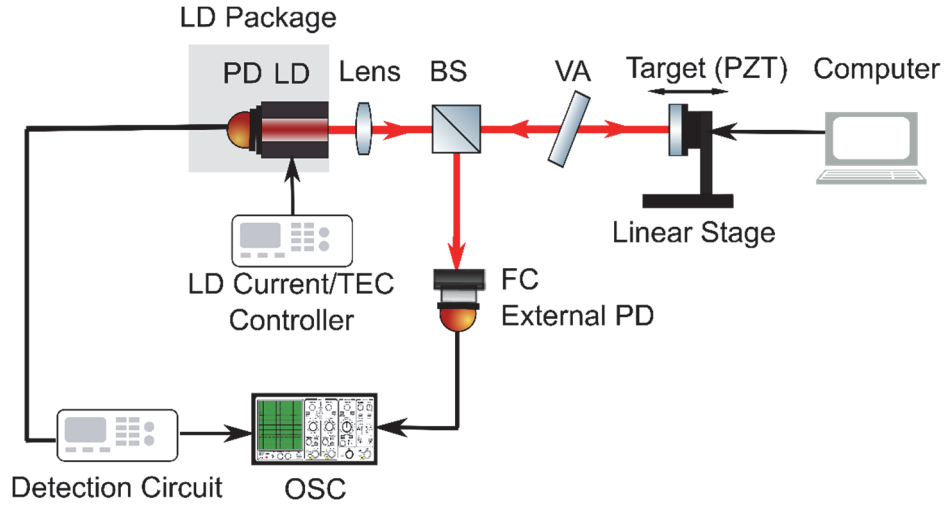 LD Package
PD LD
Lens
BS
VA
Target (PZT)
Computer
Linear Stage
LD Current/TEC
Controller
FC
External PD
Detection Circuit
OSC